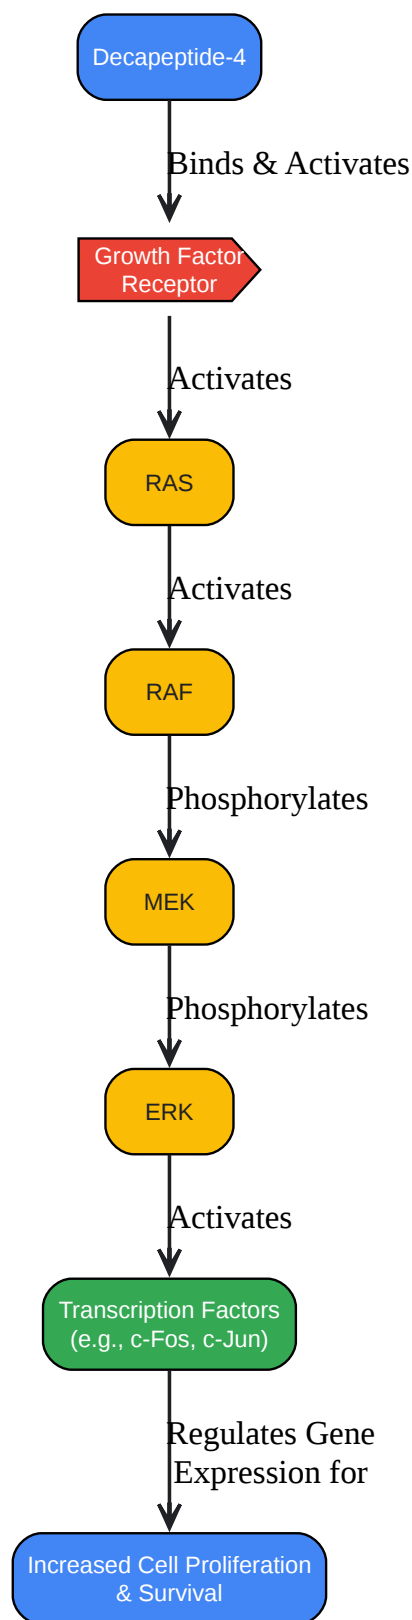 Decapeptide-4
Binds & Activates
Growth Factor
Receptor
Activates
RAS
Activates
RAF
Phosphorylates
MEK
Phosphorylates
ERK
Activates
Transcription Factors
(e.g., c-Fos, c-Jun)
Regulates Gene
Expression for
Increased Cell Proliferation
& Survival